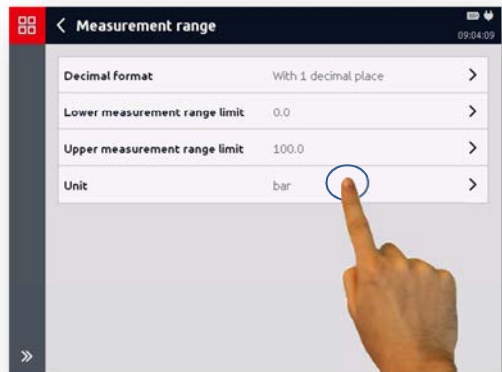 Measurement range
09:04:09
Decimal format With 1 decimal place
Lower measurement range limit 0.0
Upper measurement range limit 100.0
Unit bar